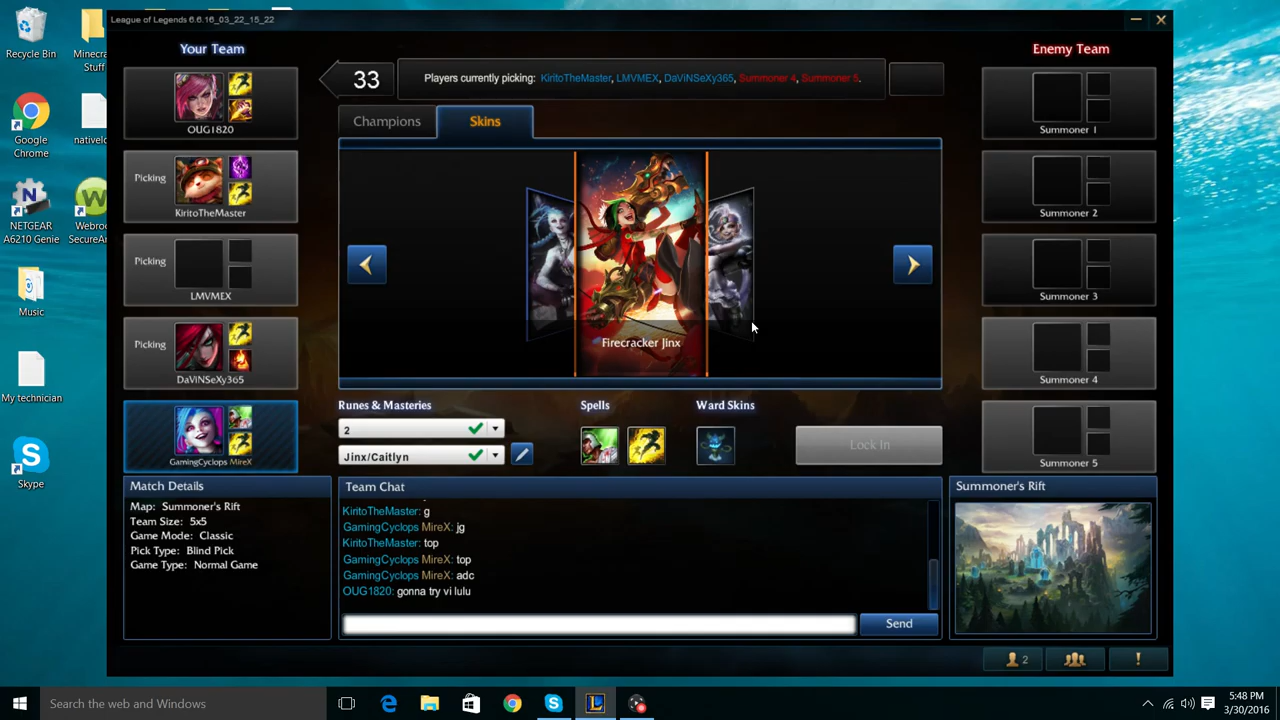 League of Legends 6.6.16_03_22_15_22
Recycle Bin
Minecra
Stuff
Google
Chrome
nativelo
NETGEAR
A6210 Genie
Webroo
SecureAn
Music
My technician
Skype
Your Team
OUG1820
Picking
KiritoTheMaster
Picking
LMVMEX
Picking
DaViNSeXy365
GamingCyclops MireX
33
Players currently picking: KiritoTheMaster, LMVMEX, DaViNSeXy365, Summoner 4, Summoner 5.
Champions
Skins
Firecracker Jinx
Enemy Team
Summoner 1
Summoner 2
Summoner 3
Summoner 4
Summoner 5
Runes & Masteries
2
Jinx/Caitlyn
Spells
Ward Skins
Lock In
Match Details
Map: Summoner's Rift
Team Size: 5x5
Game Mode: Classic
Pick Type: Blind Pick
Game Type: Normal Game
Team Chat
KiritoTheMaster: g
GamingCyclops MireX: jg
KiritoTheMaster: top
GamingCyclops MireX: top
GamingCyclops MireX: adc
OUG1820: gonna try vi lulu
Send
Summoner's Rift
2
Search the web and Windows
5:48 PM
3/30/2016